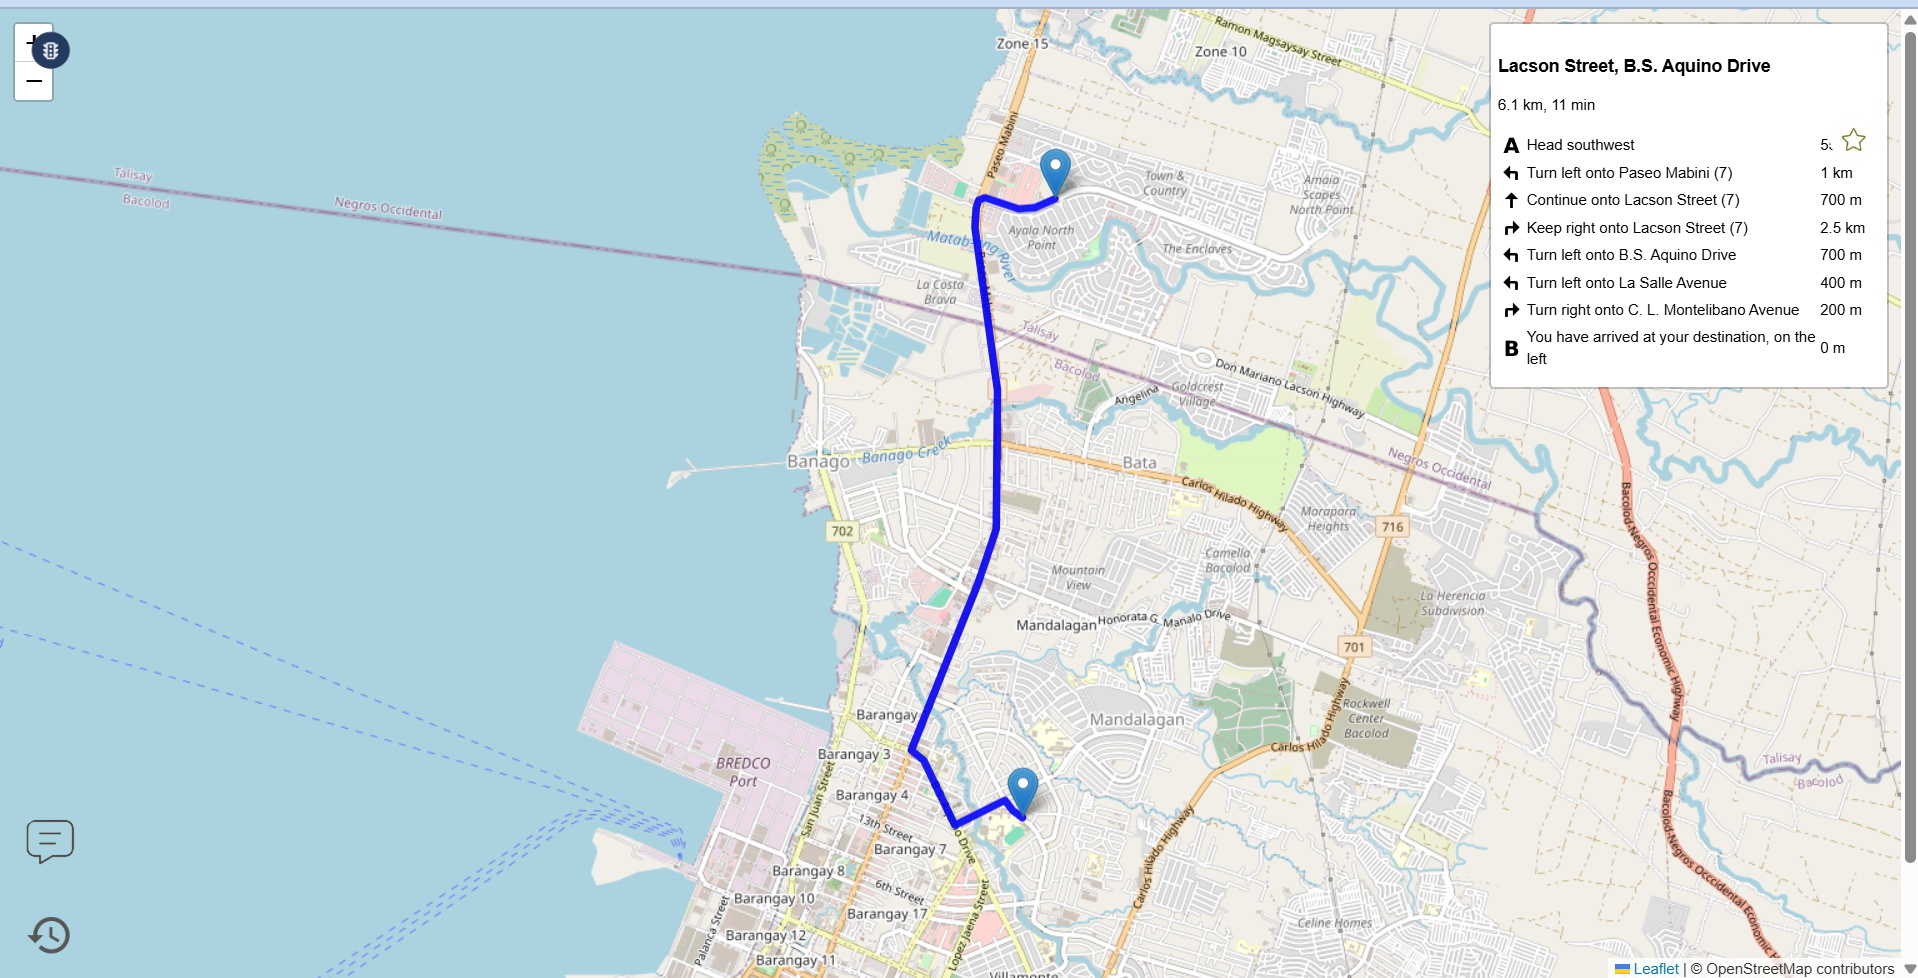 +
−
Lacson Street, B.S. Aquino Drive
6.1 km, 11 min
A Head southwest
Turn left onto Paseo Mabini (7) 1 km
Continue onto Lacson Street (7) 700 m
Keep right onto Lacson Street (7) 2.5 km
Turn left onto B.S. Aquino Drive 700 m
Turn left onto La Salle Avenue 400 m
Turn right onto C. L. Montelibano Avenue 200 m
B You have arrived at your destination, on the
left 0 m
Zone 15
Zone 10
Ramon Magsaysay Street
Paseo Mabini
Talisay
Bacolod
Negros Occidental
Town &
Country
Amaia
Scapes
North Point
Ayala North
Point
The Enclaves
Matab-ang River
La Costa
Brava
Talisay
Bacolod
Don Mariano Lacson Highway
Goldcrest
Village
Angelina
Banago
Banago Creek
Bata
Carlos Hilado Highway
Negros Occidental
Morapara
Heights
716
702
Camella
Bacolod
Mountain
View
La Herencia
Subdivision
Bacolod-Negros Occcidental Economic Highway
Mandalagan
Honorata G. Manalo Drive
701
Barangay
Mandalagan
Rockwell
Center
Bacolod
Carlos Hilado Highway
Carlos Hilado Highway
Barangay 3
BREDCO
Port
Talisay
Bacolod
Barangay 4
San Juan Street
13th Street
Drive
Barangay 7
Bacolod-Negros Occcidental Economic H
Carlos Hilado Highway
Barangay 8
6th Street
Barangay 10
Barangay 17
Lopez Jaena Street
Palanca Street
Celine Homes
Barangay 12
Barangay 11
Villamonte
Leaflet | © OpenStreetMap contributors